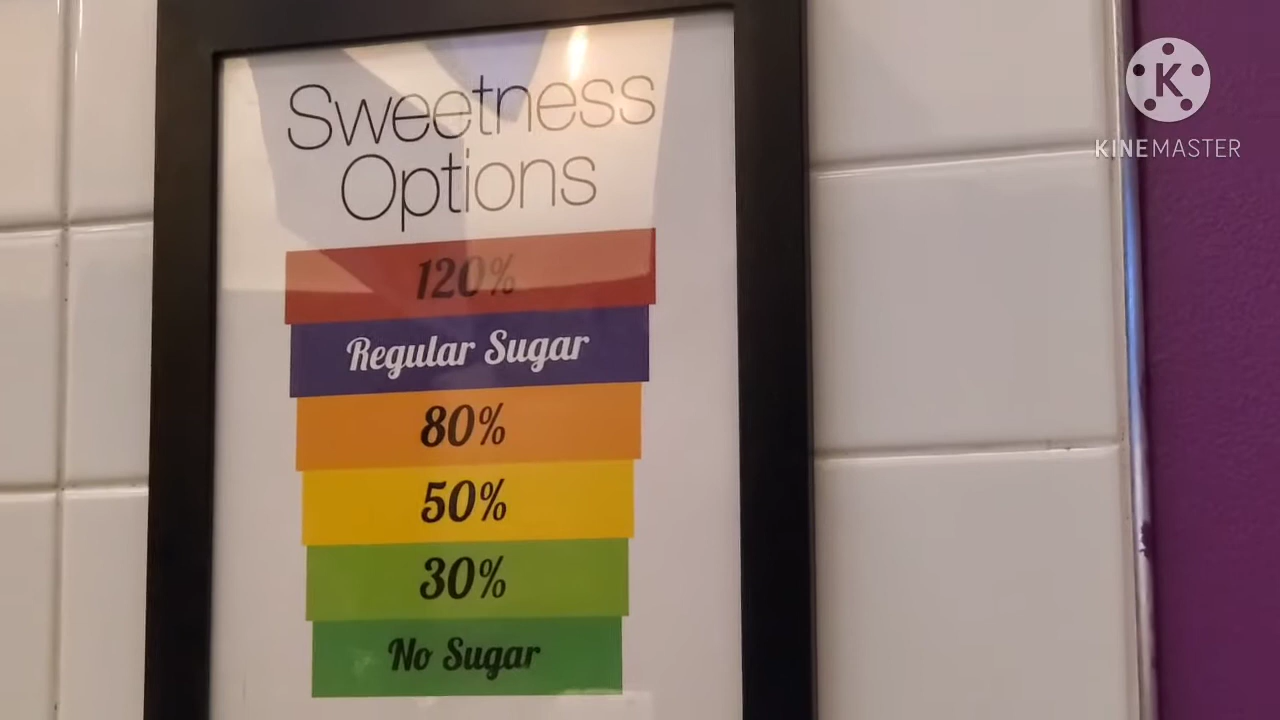 Sweetness
Options
120%
Regular Sugar
80%
50%
30%
No Sugar
K
KINEMASTER